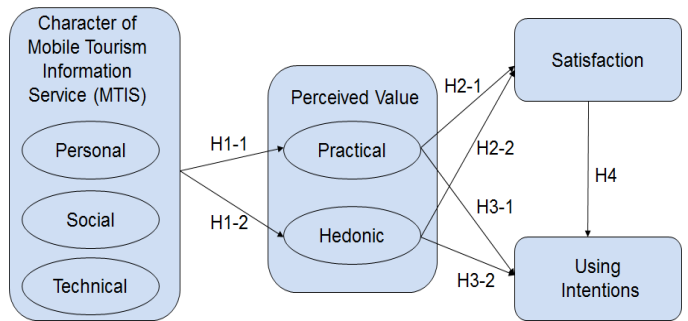 Character of
Mobile Tourism
Information
Service (MTIS)
Personal
Social
Technical
H1-1
H1-2
Perceived Value
Practical
Hedonic
H2-1
H2-2
H3-1
H3-2
Satisfaction
H4
Using
Intentions